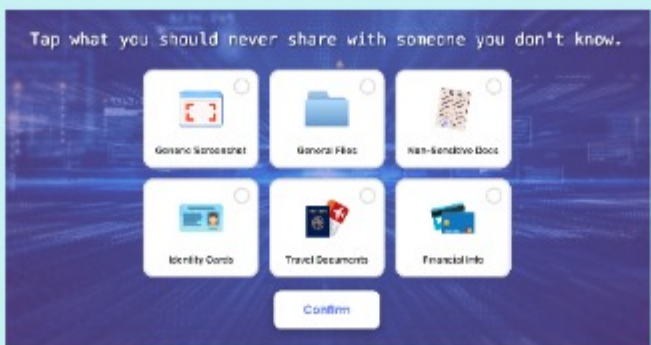 Tap what you should never share with someone you don't know.
Generic Screenshot
General Files
Non-Sensitive Docs
Identity Cards
Travel Documents
Financial Info
Confirm